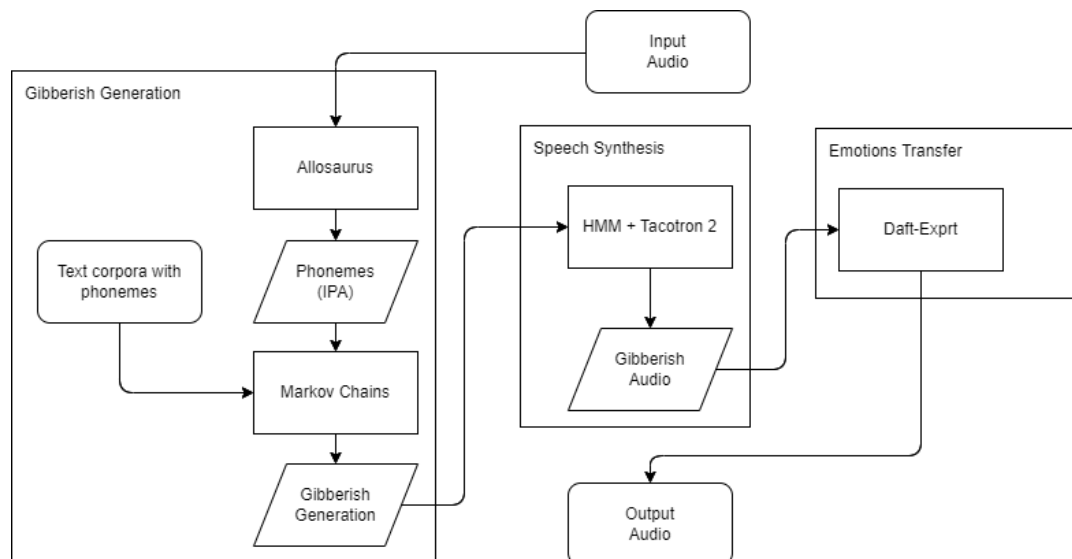 Input
Audio
Gibberish Generation
Allosaurus
Text corpora with
phonemes
Phonemes
(IPA)
Markov Chains
Gibberish
Generation
Speech Synthesis
HMM + Tacotron 2
Gibberish
Audio
Emotions Transfer
Daft-Exprt
Output
Audio